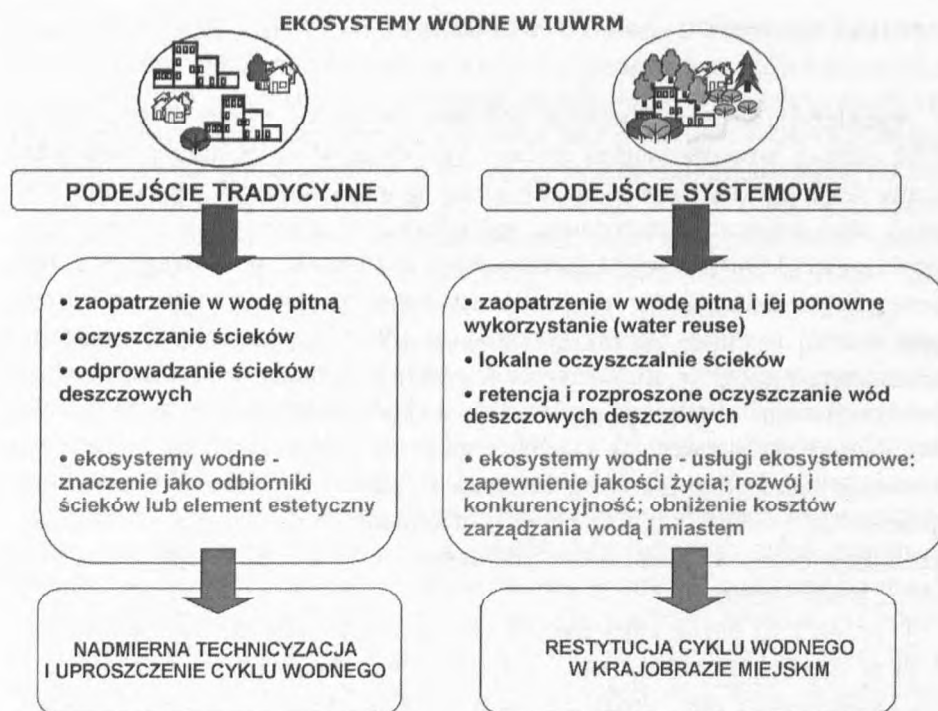 EKOSYSTEMY WODNE W IUWRM
PODEJŚCIE TRADYCYJNE
• zaopatrzenie w wodę pitną
• oczyszczanie ścieków
• odprowadzanie ścieków
deszczowych
• ekosystemy wodne -
znaczenie jako odbiorniki
ścieków lub element estetyczny
NADMIERNA TECHNICYZACJA
I UPROSZCZENIE CYKLU WODNEGO
PODEJŚCIE SYSTEMOWE
• zaopatrzenie w wodę pitną i jej ponowne
wykorzystanie (water reuse)
• lokalne oczyszczalnie ścieków
• retencja i rozproszone oczyszczanie wód
deszczowych deszczowych
• ekosystemy wodne - usługi ekosystemowe:
zapewnienie jakości życia; rozwój i
konkurencyjność; obniżenie kosztów
zarządzania wodą i miastem
RESTYTUCJA CYKLU WODNEGO
W KRAJOBRAZIE MIEJSKIM